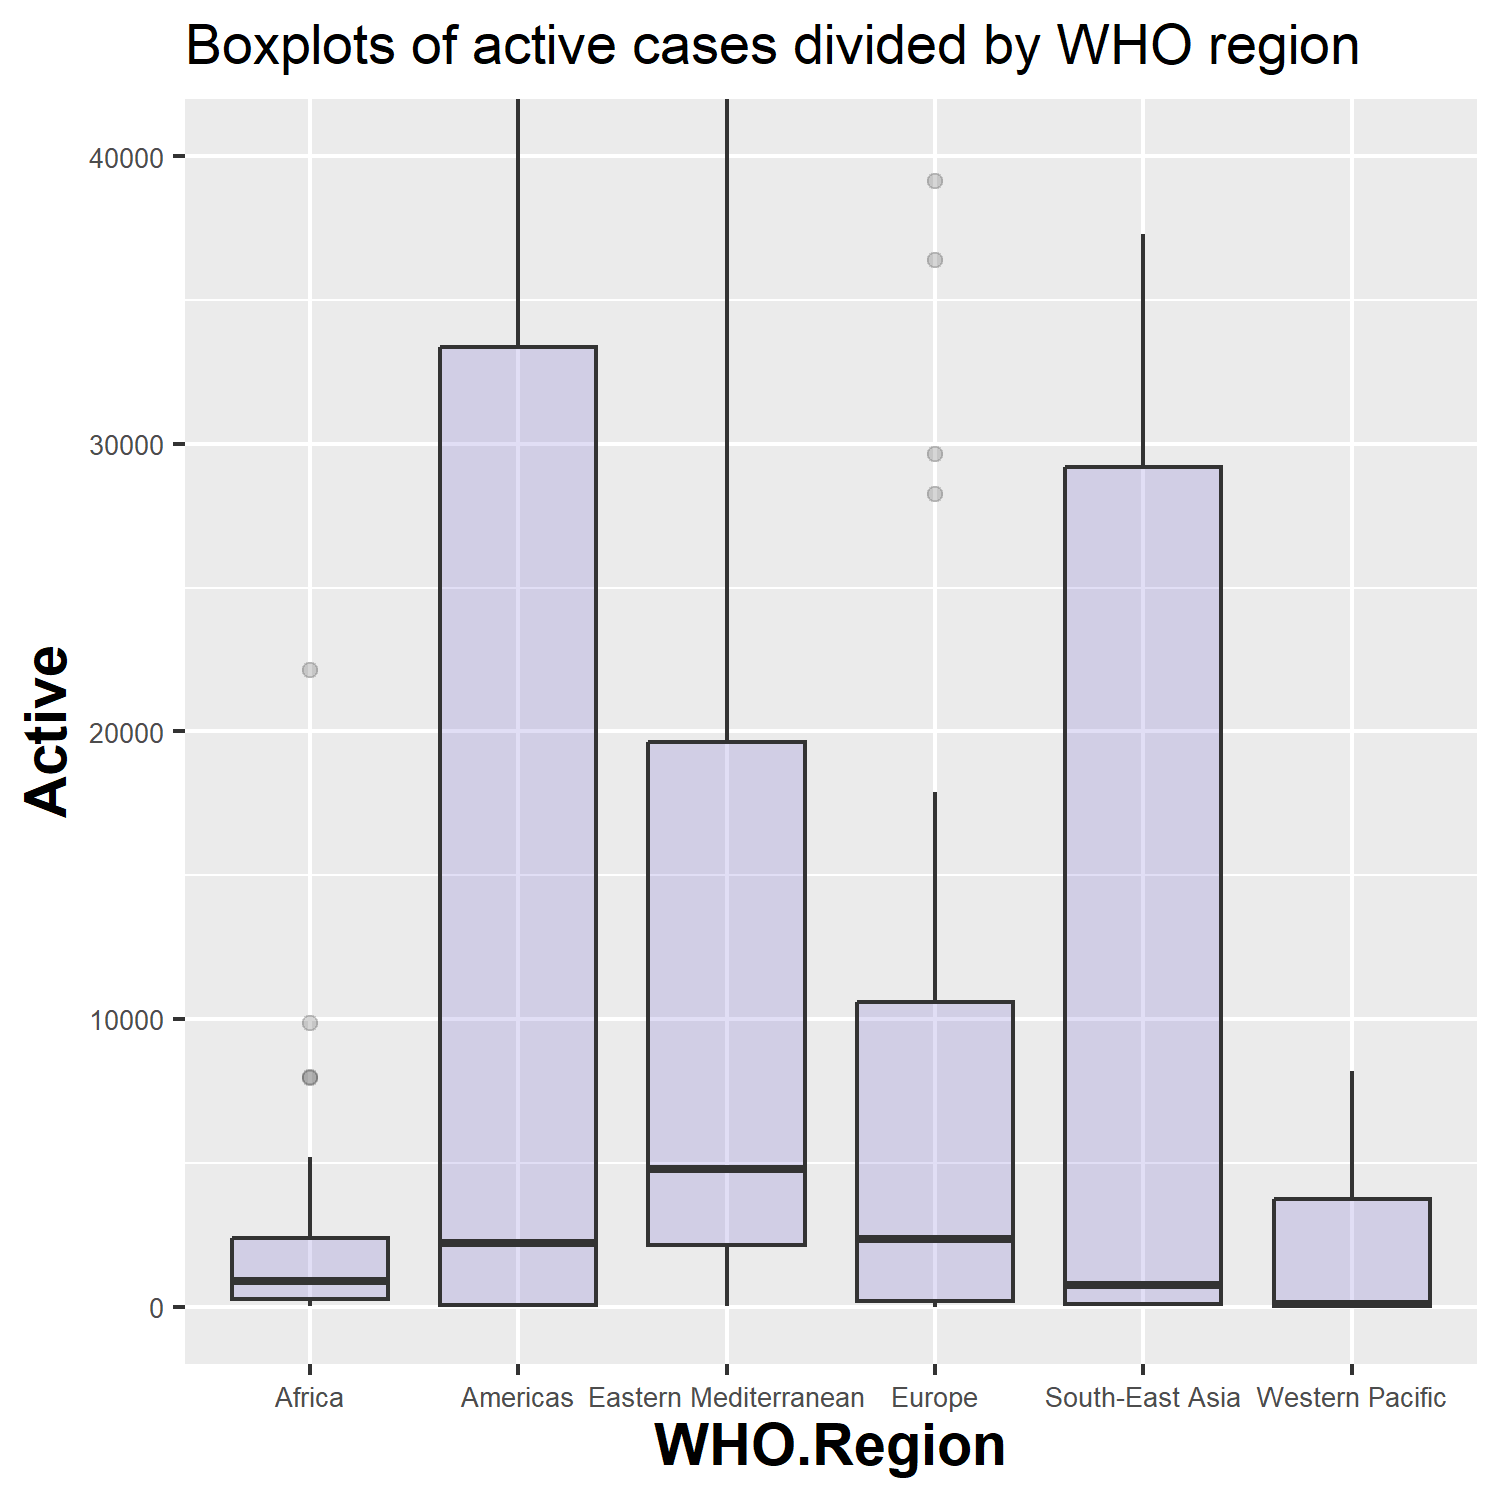 Boxplots of active cases divided by WHO region
Active
40000
30000
20000
10000
0
Africa
Americas
Eastern Mediterranean
Europe
South-East Asia
Western Pacific
WHO.Region